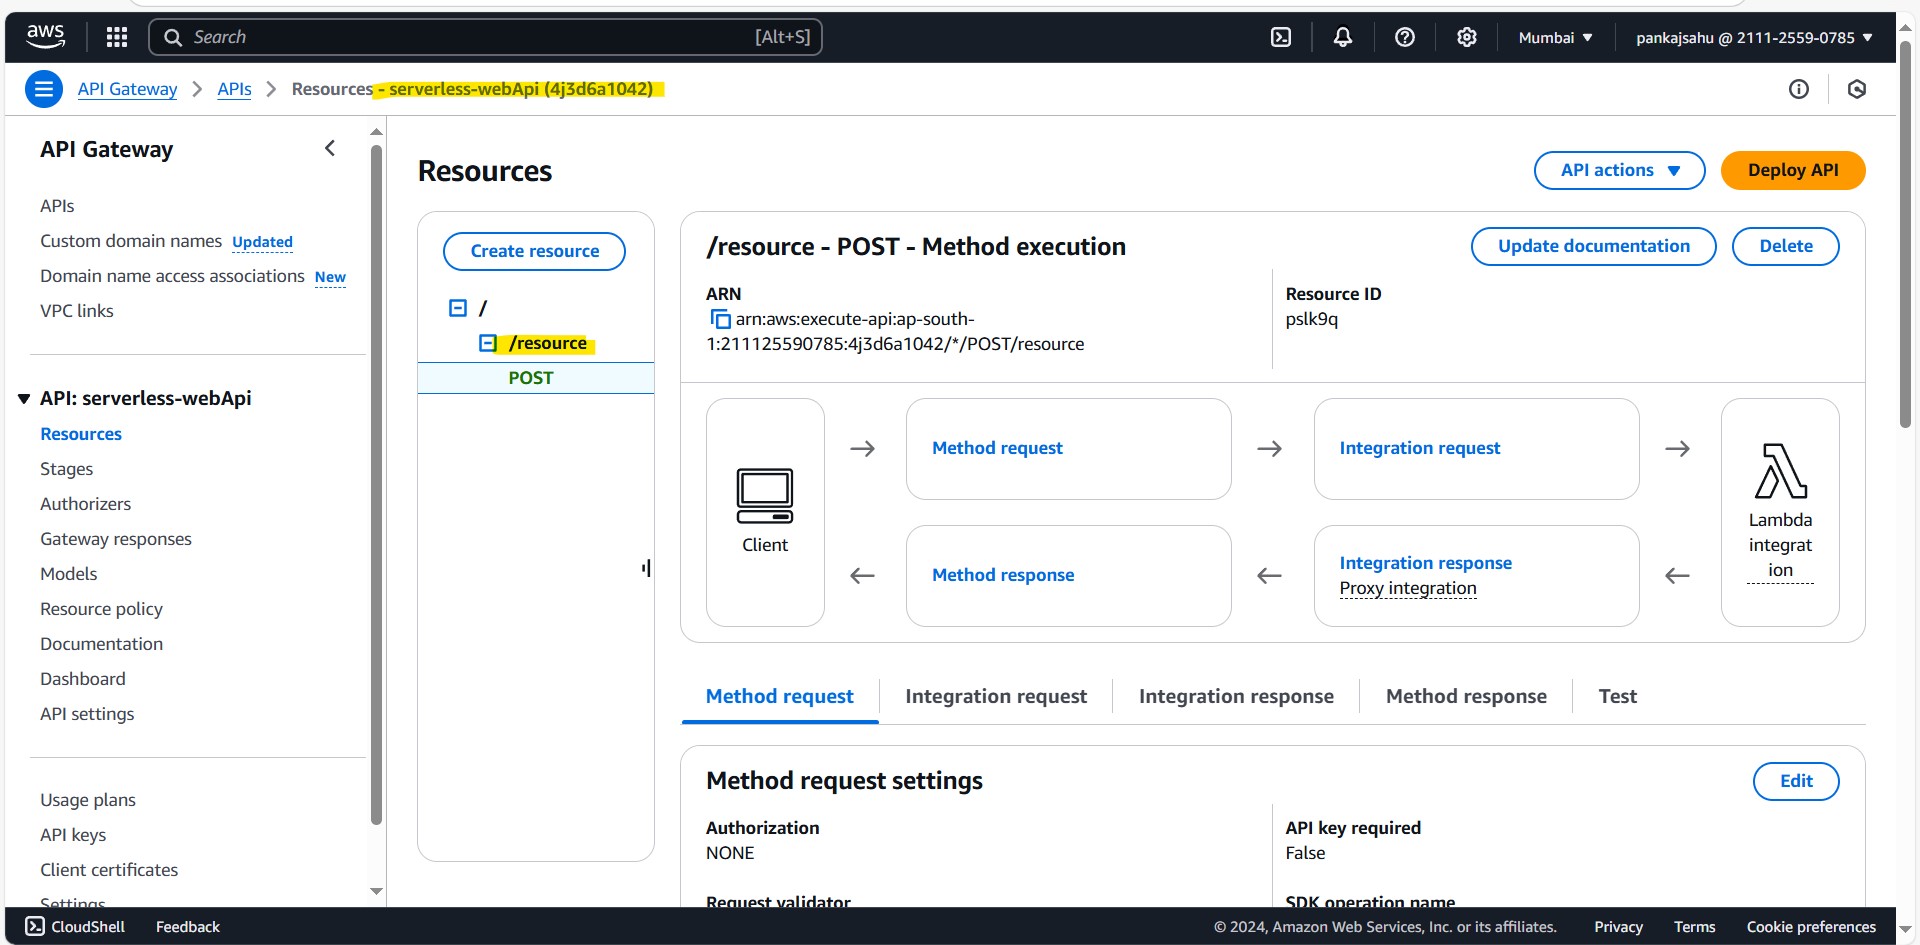 aws
Search [Alt+S]
Mumbai ▼
pankajsahu @ 2111-2559-0785 ▼
API Gateway > APIs > Resources - serverless-webApi (4j3d6a1042)
API Gateway
APIs
Custom domain names Updated
Domain name access associations New
VPC links
API: serverless-webApi
Resources
Stages
Authorizers
Gateway responses
Models
Resource policy
Documentation
Dashboard
API settings
Usage plans
API keys
Client certificates
Settings
Resources
API actions ▼
Deploy API
Create resource
/
/resource
POST
/resource - POST - Method execution
Update documentation
Delete
ARN
arn:aws:execute-api:ap-south-
1:211125590785:4j3d6a1042/*/POST/resource
Resource ID
pslk9q
Client
Method request
Integration request
Lambda
integrat
ion
Method response
Integration response
Proxy integration
Method request
Integration request
Integration response
Method response
Test
Method request settings
Edit
Authorization
NONE
API key required
False
Request validator
SDK operation name
CloudShell
Feedback
© 2024, Amazon Web Services, Inc. or its affiliates.
Privacy
Terms
Cookie preferences